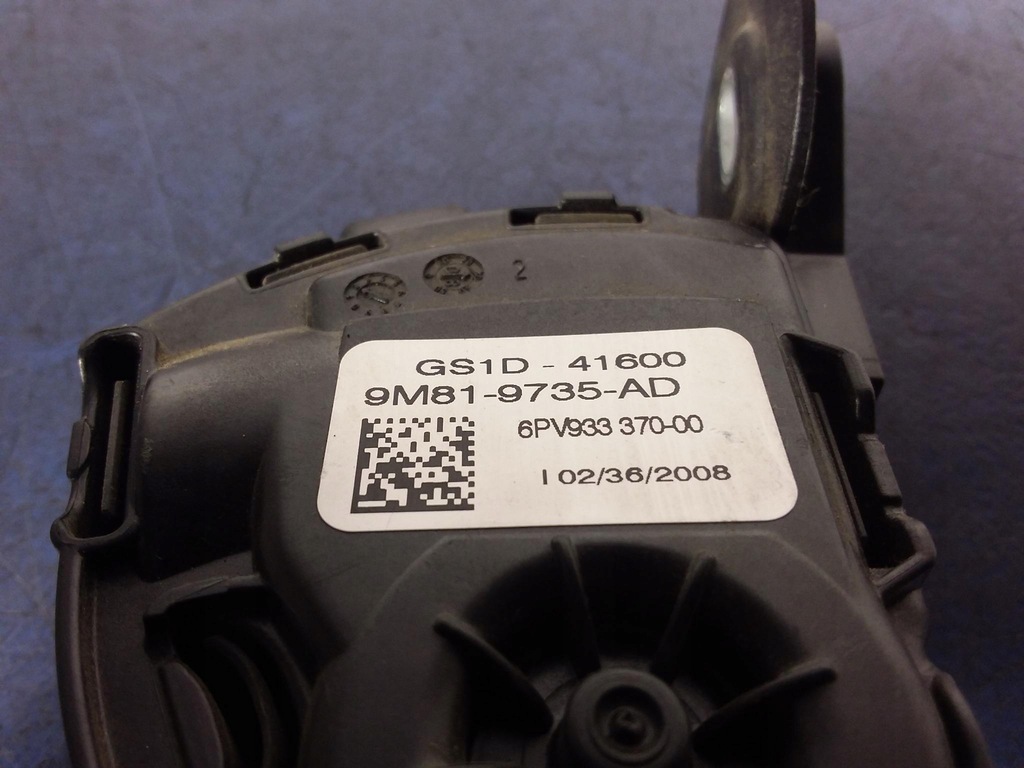 2
GS1D - 41600
9M81-9735-AD
6PV933 370-00
I 02/36/2008